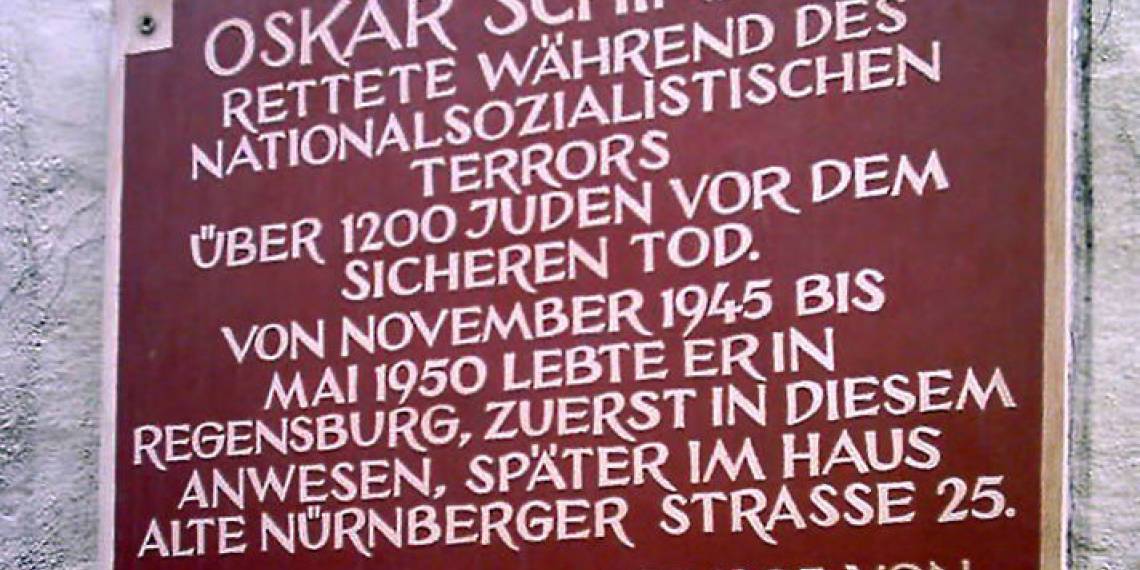 OSKAR
RETTETE WÄHREND DES
NATIONALSOZIALISTISCHEN
TERRORS
ÜBER 1200 JUDEN VOR DEM
SICHEREN TOD.
VON NOVEMBER 1945 BIS
MAI 1950 LEBTE ER IN
REGENSBURG, ZUERST IN DIESEM
ANWESEN, SPÄTER IM HAUS
ALTE NÜRNBERGER STRASSE 25.
VON